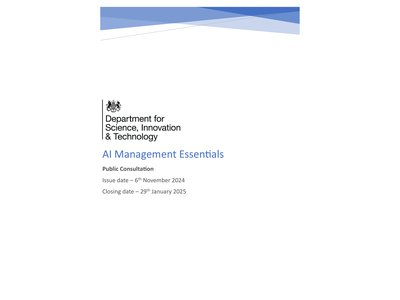 Department for
Science, Innovation
& Technology
AI Management Essentials
Public Consultation
Issue date – 6th November 2024
Closing date – 29th January 2025